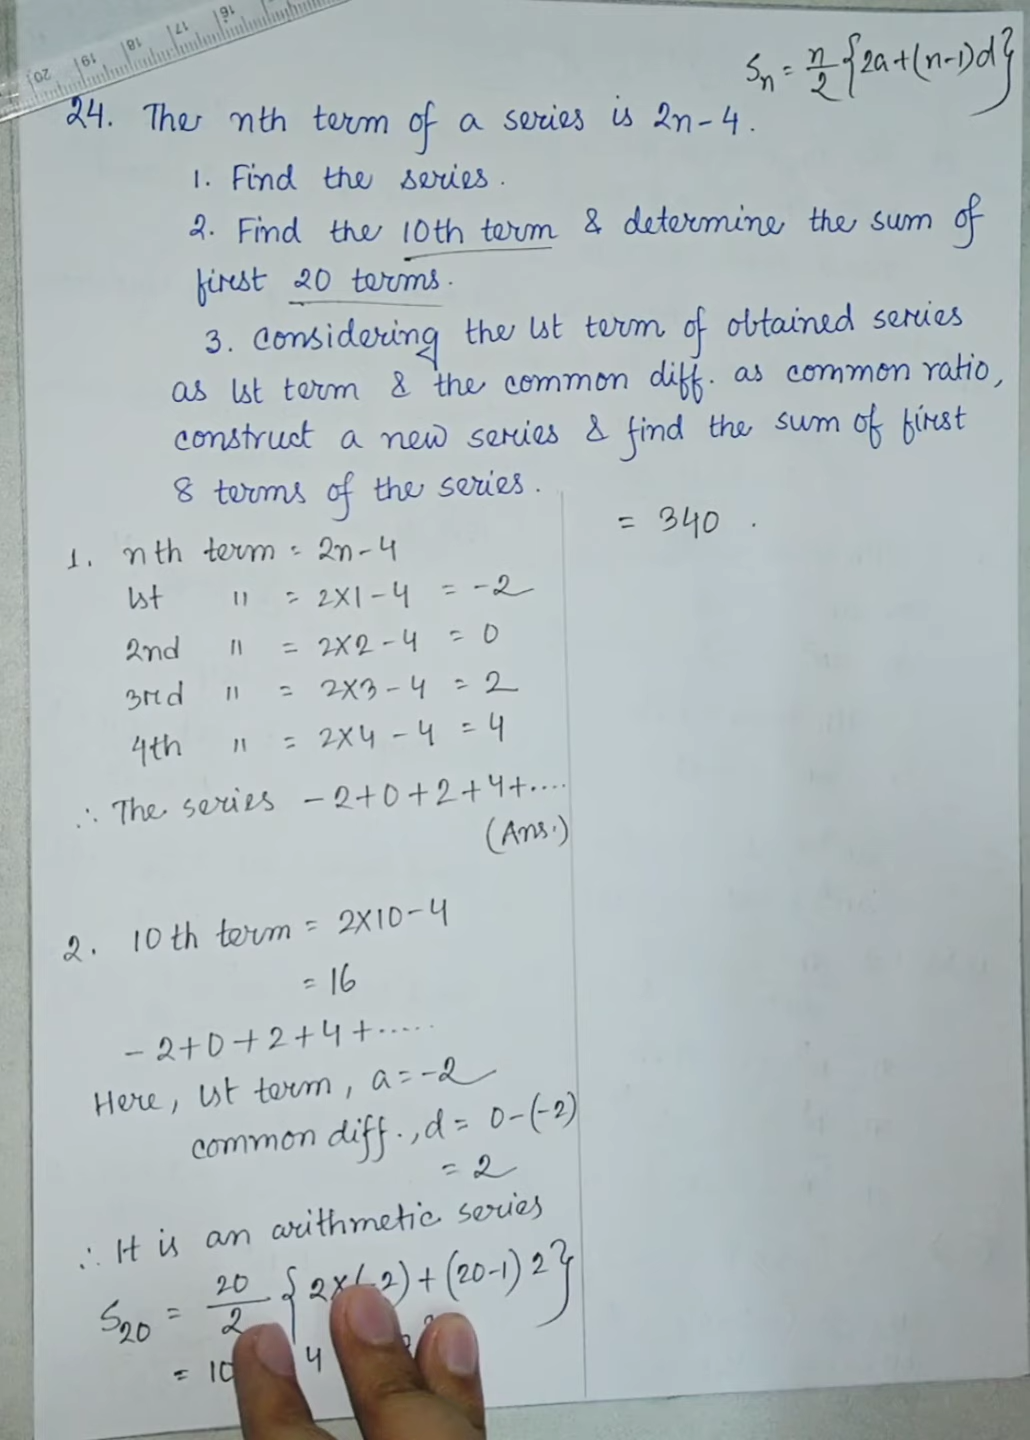 20 19 18 17 16
Sn = n/2 {2a+(n-1)d}
24. The nth term of a series is 2n-4.
1. Find the series.
2. Find the 10th term & determine the sum of
first 20 terms.
3. considering the 1st term of obtained series
as 1st term & the common diff. as common ratio,
construct a new series & find the sum of first
8 terms of the series.
1. nth term = 2n-4
1st " = 2×1-4 = -2
2nd " = 2×2-4 = 0
3rd " = 2×3-4 = 2
4th " = 2×4-4 = 4
∴ The series -2+0+2+4+....
(Ans.)
2. 10th term = 2×10-4
= 16
-2+0+2+4+.....
Here, 1st term, a=-2
common diff., d= 0-(-2)
= 2
∴ It is an arithmetic series
S20 = 20/2 {2×(-2)+(20-1)2}
= 10 4
= 340.